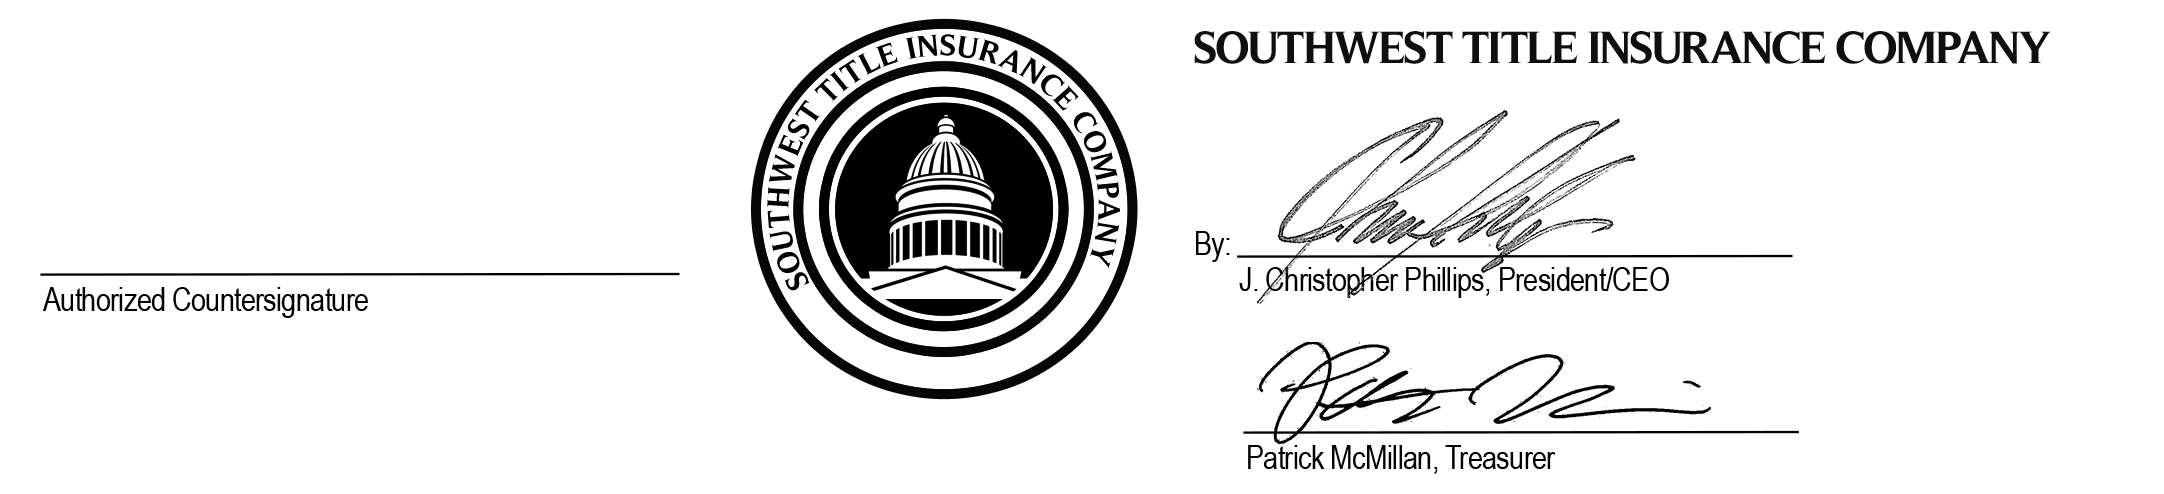 Authorized Countersignature
SOUTHWEST TITLE INSURANCE COMPANY
SOUTHWEST TITLE INSURANCE COMPANY
By:
J. Christopher Phillips, President/CEO
Patrick McMillan, Treasurer